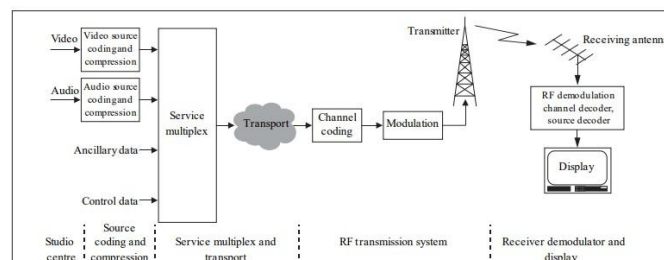 Video
Video source
coding and
compression
Audio
Audio source
coding and
compression
Ancillary data
Control data
Service
multiplex
Transport
Channel
coding
Modulation
Transmitter
Receiving antenna
RF demodulation
channel decoder,
source decoder
Display
Studio
centre
Source
coding and
compression
Service multiplex and
transport
RF transmission system
Receiver demodulator and
display